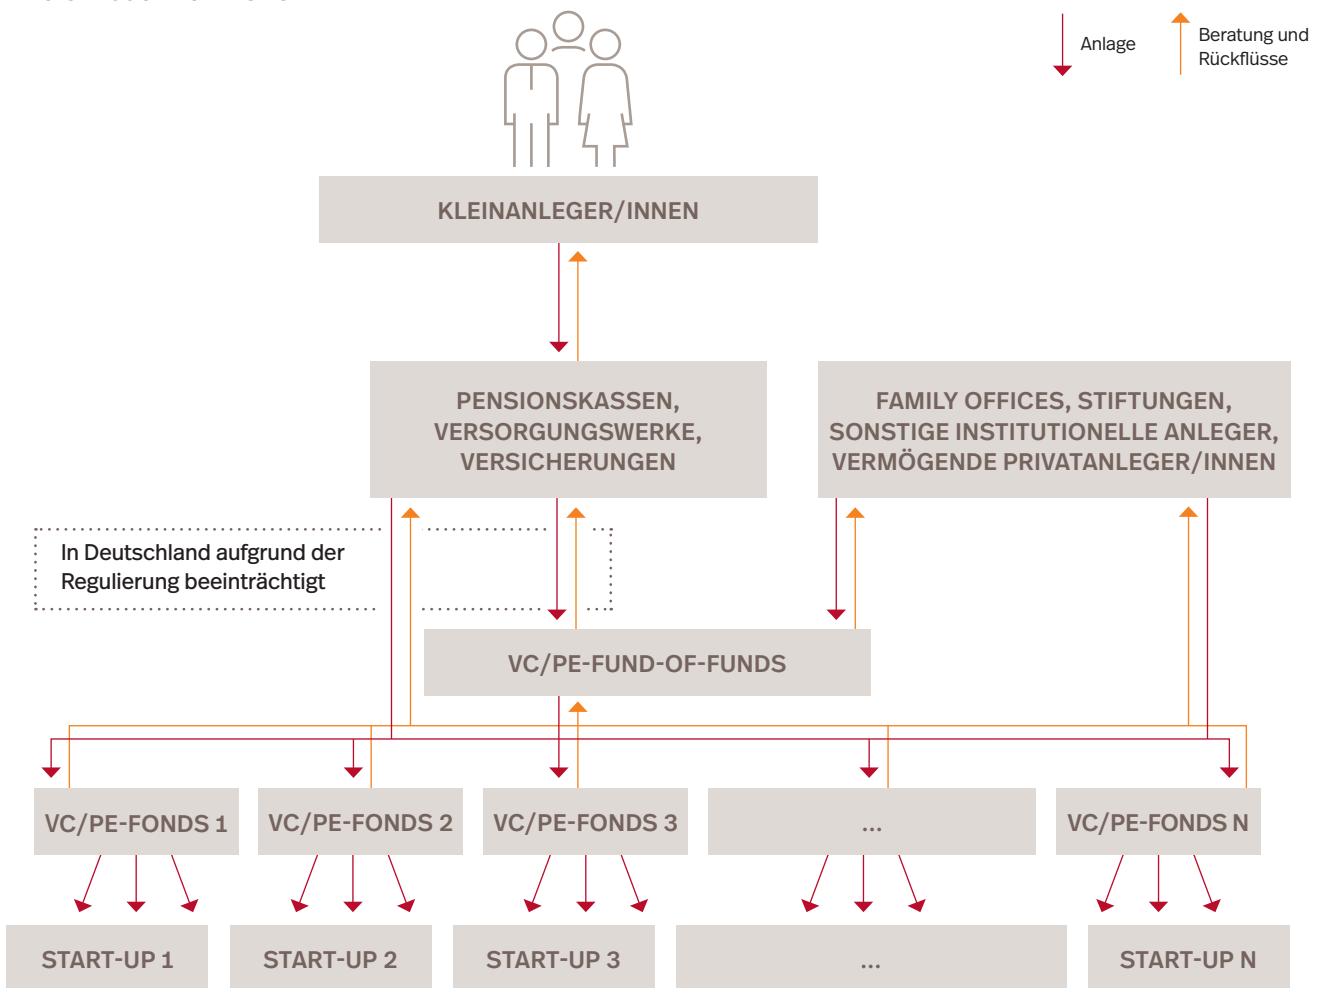 Anlage
Beratung und
Rückflüsse
KLEINANLEGER/INNEN
PENSIONSKASSEN,
VERSORGUNGSWERKE,
VERSICHERUNGEN
FAMILY OFFICES, STIFTUNGEN,
SONSTIGE INSTITUTIONELLE ANLEGER,
VERMÖGENDE PRIVATANLEGER/INNEN
In Deutschland aufgrund der
Regulierung beeinträchtigt
VC/PE-FUND-OF-FUNDS
VC/PE-FONDS 1
VC/PE-FONDS 2
VC/PE-FONDS 3
...
VC/PE-FONDS N
START-UP 1
START-UP 2
START-UP 3
...
START-UP N